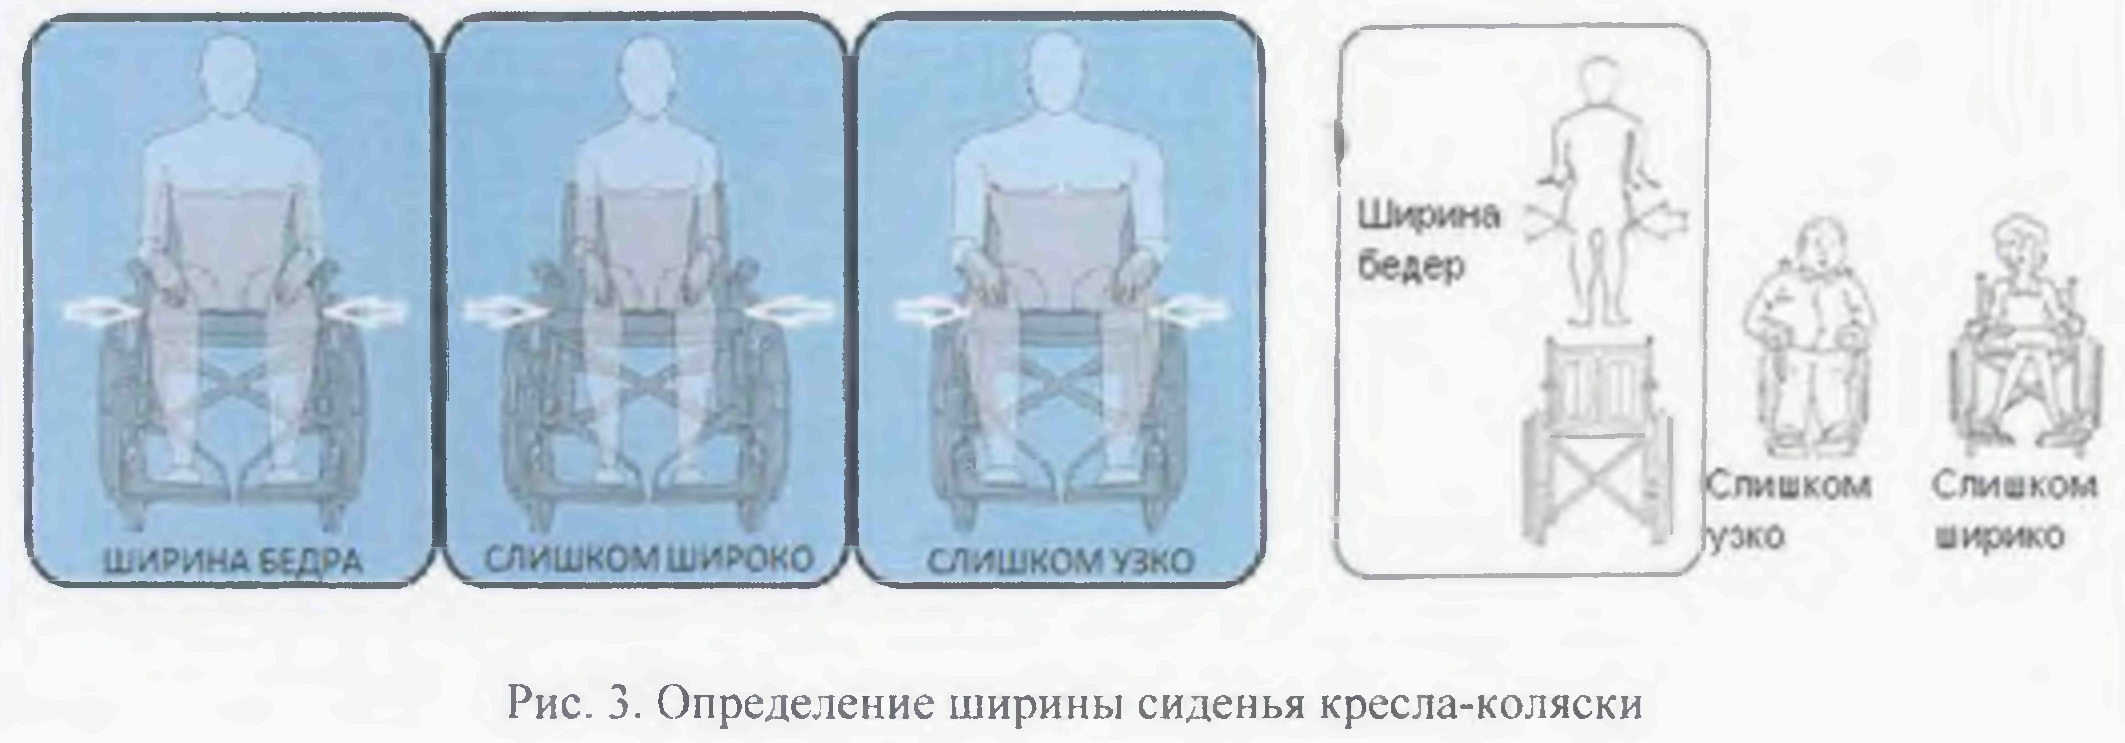 ШИРИНА БЕДРА
СЛИШКОМ ШИРОКО
СЛИШКОМ УЗКО
Ширина
бедер
Слишком
узко
Слишком
ширико
Рис. 3. Определение ширины сиденья кресла-коляски